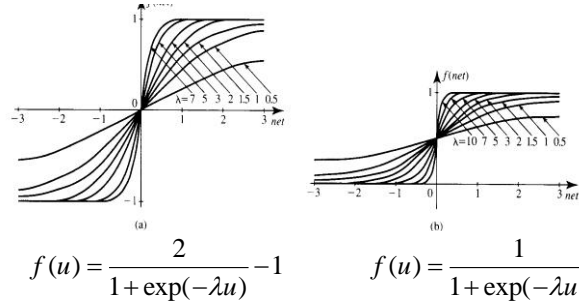 f(net)
1
0
λ=7 5 3 2 1.5 1 0.5
−3 −2 −1 1 2 3 net
−1
(a)
f(net)
1
λ=10 7 5 3 2 1.5 1 0.5
−3 −2 −1 0 1 2 3 net
(b)
f(u) = 2 / (1 + exp(−λu)) − 1
f(u) = 1 / (1 + exp(−λu